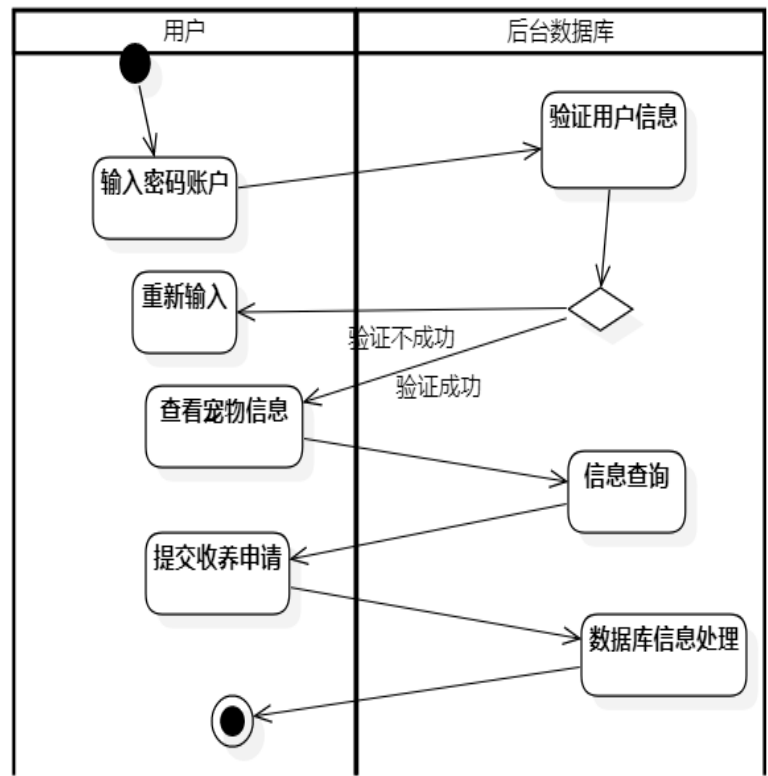 用户
后台数据库
验证用户信息
输入密码账户
重新输入
验证不成功
验证成功
查看宠物信息
信息查询
提交收养申请
数据库信息处理